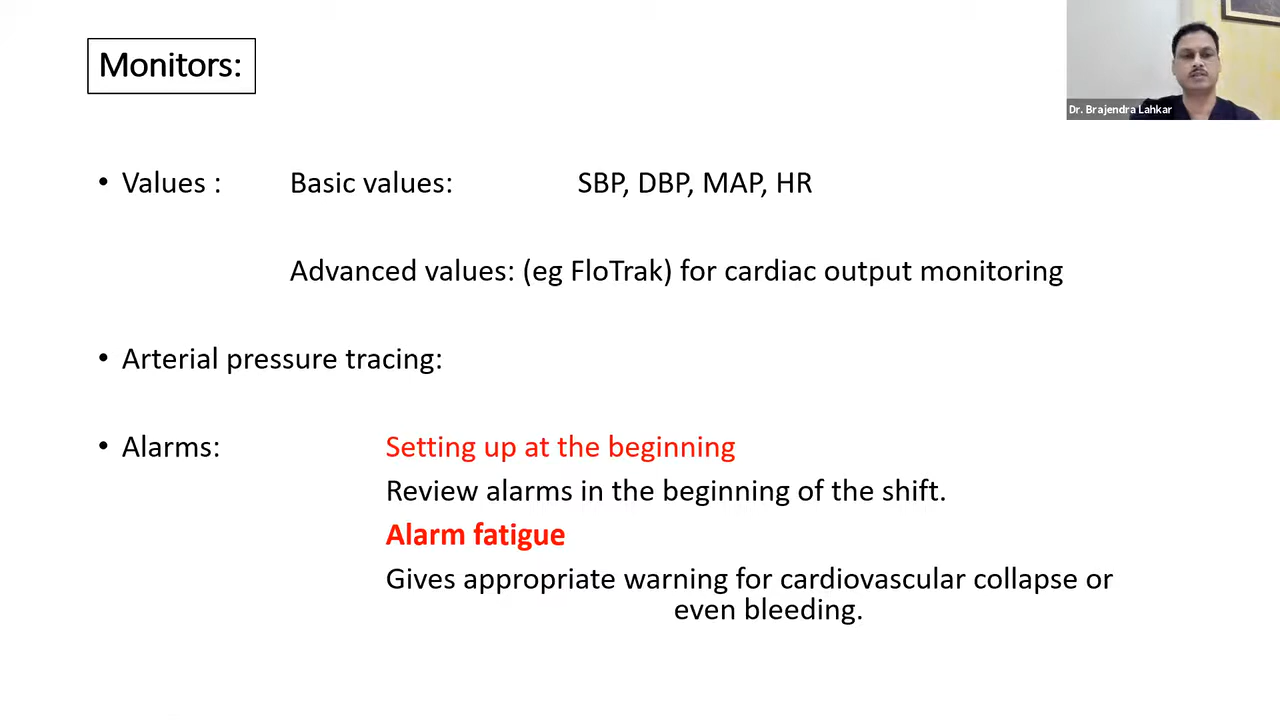 Monitors:
Dr. Brajendra Lahkar
• Values : Basic values: SBP, DBP, MAP, HR
Advanced values: (eg FloTrak) for cardiac output monitoring
• Arterial pressure tracing:
• Alarms: Setting up at the beginning
Review alarms in the beginning of the shift.
Alarm fatigue
Gives appropriate warning for cardiovascular collapse or
even bleeding.